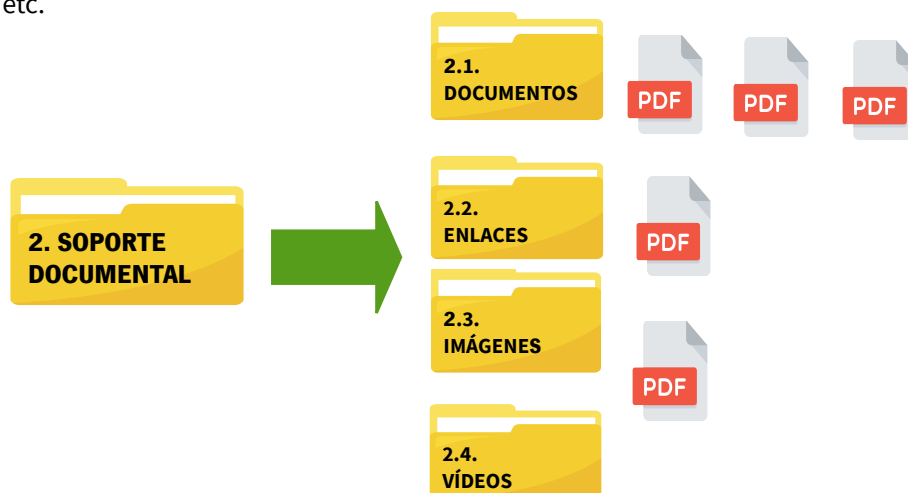 etc.
2.1.
DOCUMENTOS
PDF
PDF
PDF
2. SOPORTE
DOCUMENTAL
2.2.
ENLACES
PDF
2.3.
IMÁGENES
PDF
2.4.
VÍDEOS